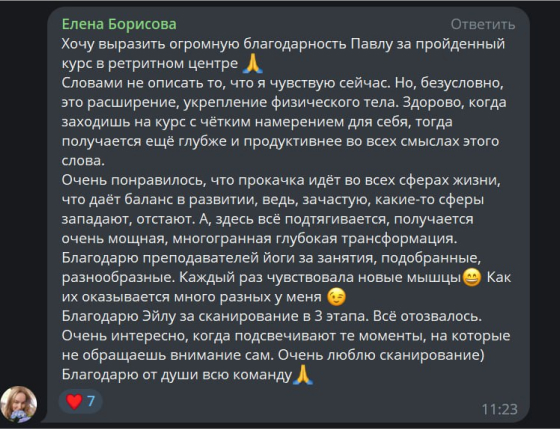 Елена Борисова Ответить
Хочу выразить огромную благодарность Павлу за пройденный
курс в ретритном центре 🙏
Словами не описать то, что я чувствую сейчас. Но, безусловно,
это расширение, укрепление физического тела. Здорово, когда
заходишь на курс с чётким намерением для себя, тогда
получается ещё глубже и продуктивнее во всех смыслах этого
слова.
Очень понравилось, что прокачка идёт во всех сферах жизни,
что даёт баланс в развитии, ведь, зачастую, какие-то сферы
западают, отстают. А, здесь всё подтягивается, получается
очень мощная, многогранная глубокая трансформация.
Благодарю преподавателей йоги за занятия, подобранные,
разнообразные. Каждый раз чувствовала новые мышцы😄 Как
их оказывается много разных у меня 😉
Благодарю Эйлу за сканирование в 3 этапа. Всё отозвалось.
Очень интересно, когда подсвечивают те моменты, на которые
не обращаешь внимание сам. Очень люблю сканирование)
Благодарю от души всю команду🙏
❤️ 7
11:23